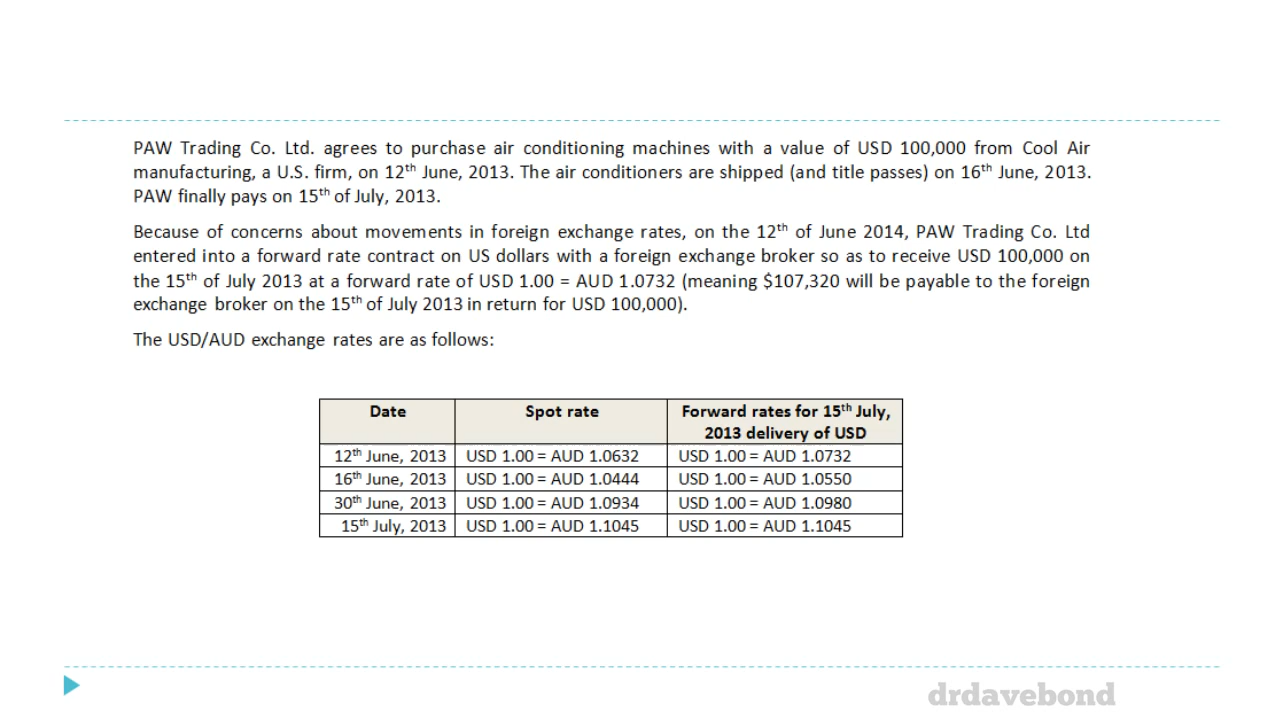 PAW Trading Co. Ltd. agrees to purchase air conditioning machines with a value of USD 100,000 from Cool Air
manufacturing, a U.S. firm, on 12th June, 2013. The air conditioners are shipped (and title passes) on 16th June, 2013.
PAW finally pays on 15th of July, 2013.
Because of concerns about movements in foreign exchange rates, on the 12th of June 2014, PAW Trading Co. Ltd
entered into a forward rate contract on US dollars with a foreign exchange broker so as to receive USD 100,000 on
the 15th of July 2013 at a forward rate of USD 1.00 = AUD 1.0732 (meaning $107,320 will be payable to the foreign
exchange broker on the 15th of July 2013 in return for USD 100,000).
The USD/AUD exchange rates are as follows:
Date Spot rate Forward rates for 15th July,
2013 delivery of USD
12th June, 2013 USD 1.00 = AUD 1.0632 USD 1.00 = AUD 1.0732
16th June, 2013 USD 1.00 = AUD 1.0444 USD 1.00 = AUD 1.0550
30th June, 2013 USD 1.00 = AUD 1.0934 USD 1.00 = AUD 1.0980
15th July, 2013 USD 1.00 = AUD 1.1045 USD 1.00 = AUD 1.1045
drdavebond